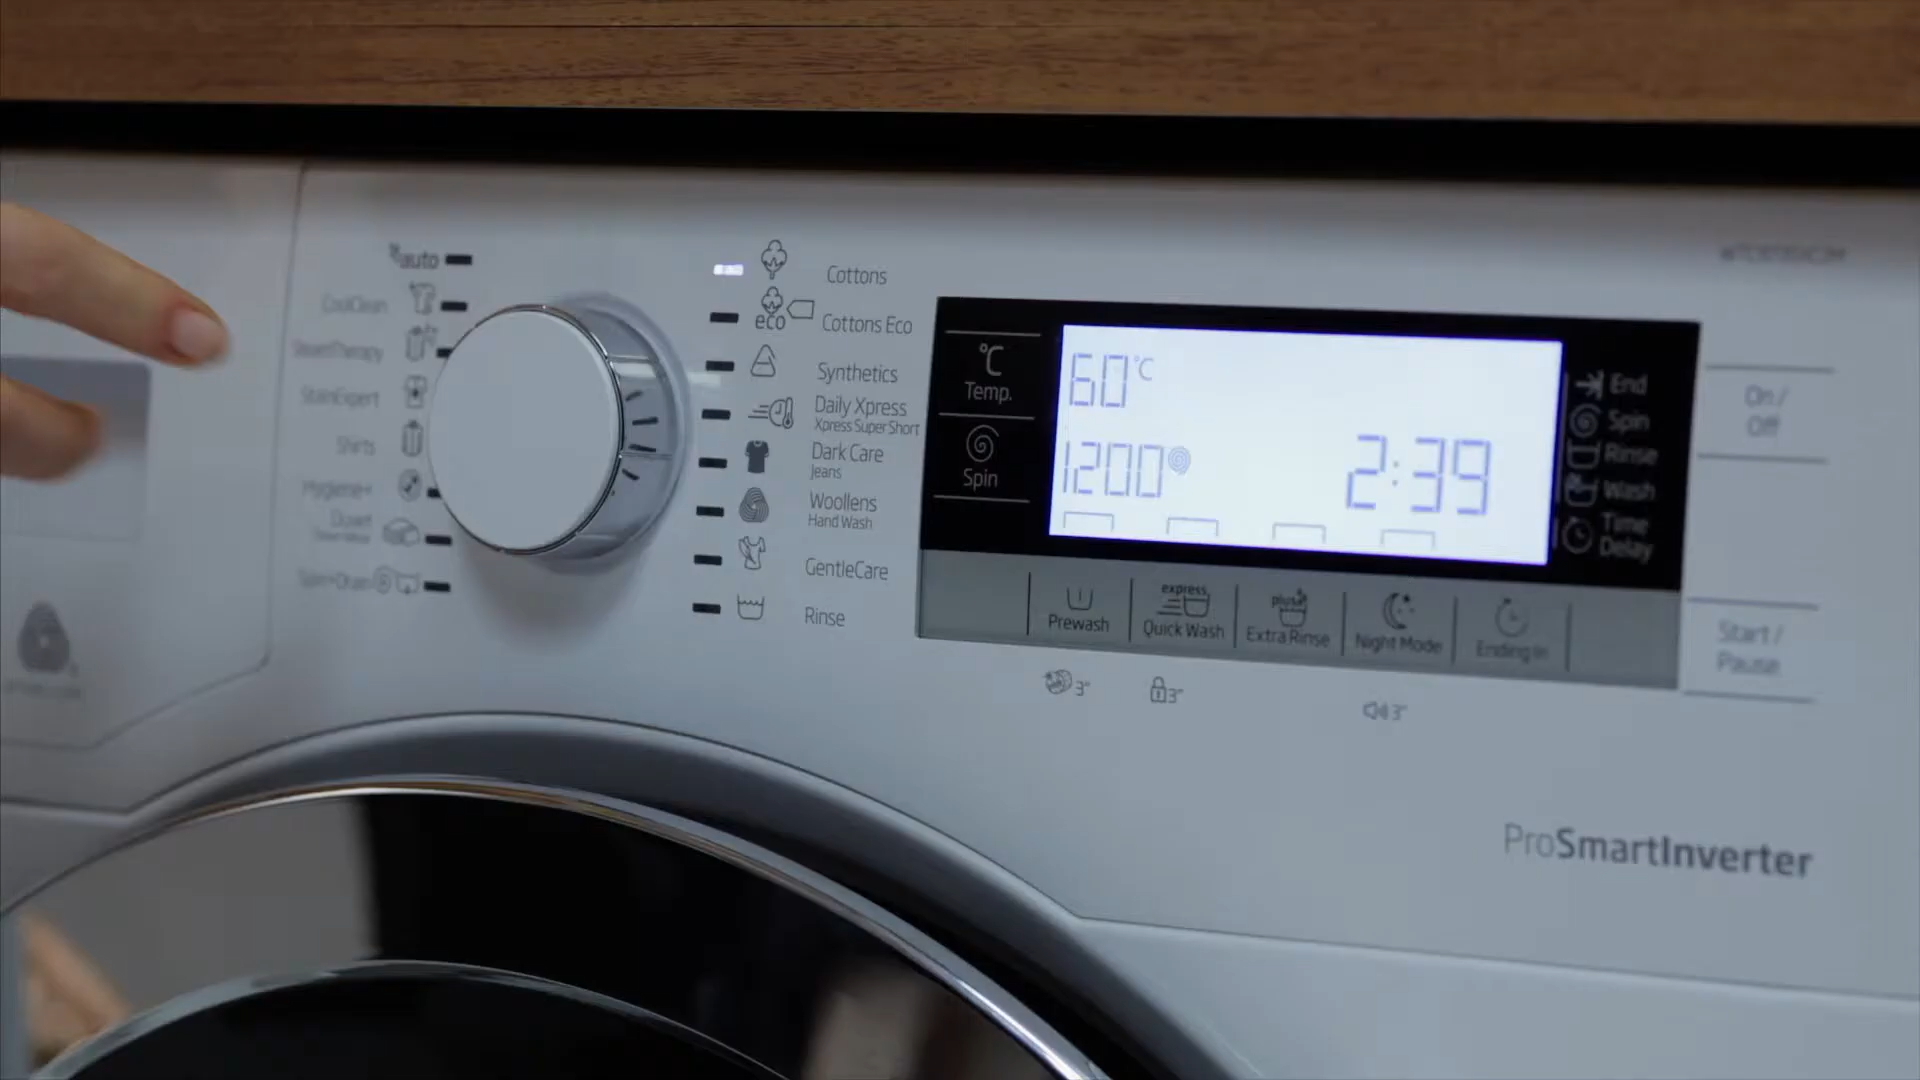 auto
CoolClean
SteamTherapy
StainExpert
Shirts
Hygiene+
Duvet
Spin+Drain
Cottons
eco
Cottons Eco
Synthetics
Daily Xpress
Xpress Super Short
Dark Care
Jeans
Woollens
Hand Wash
GentleCare
Rinse
°C
Temp.
Spin
60°C
1200
2:39
End
Spin
Rinse
Wash
Time
Delay
On /
Off
Start /
Pause
Prewash
express
Quick Wash
plus+
Extra Rinse
Night Mode
Ending In
3"
3"
3"
ProSmartInverter